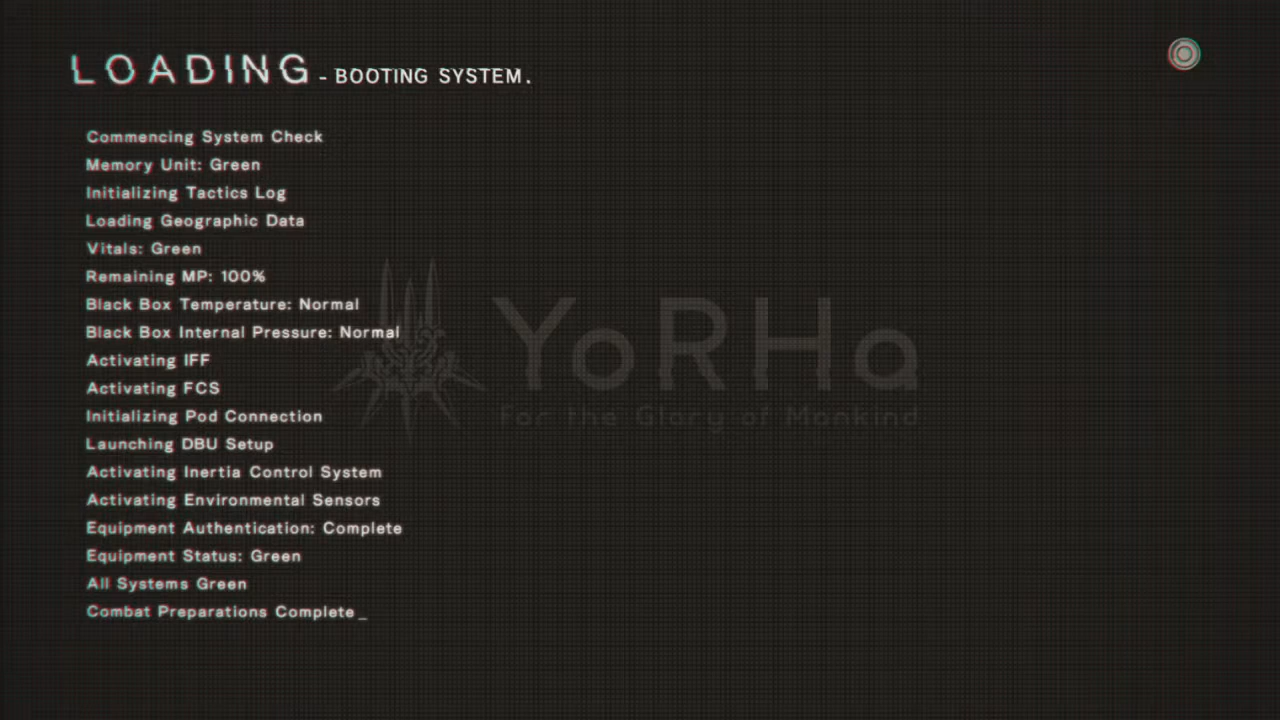 LOADING - BOOTING SYSTEM.
Commencing System Check
Memory Unit: Green
Initializing Tactics Log
Loading Geographic Data
Vitals: Green
Remaining MP: 100%
Black Box Temperature: Normal
Black Box Internal Pressure: Normal
Activating IFF
Activating FCS
Initializing Pod Connection
Launching DBU Setup
Activating Inertia Control System
Activating Environmental Sensors
Equipment Authentication: Complete
Equipment Status: Green
All Systems Green
Combat Preparations Complete_
YoRHa
For the Glory of Mankind